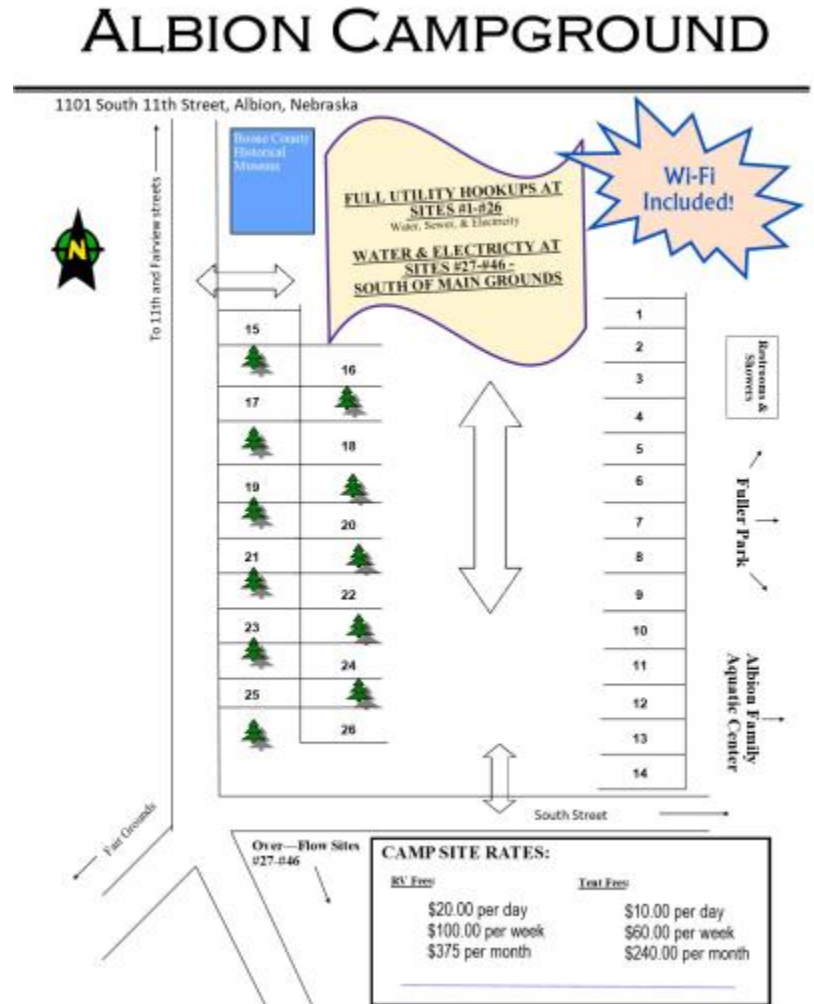 ALBION CAMPGROUND
1101 South 11th Street, Albion, Nebraska
To 11th and Fairview streets
Boone County
Historical
Museum
FULL UTILITY HOOKUPS AT
SITES #1-#26
Water, Sewer, & Electricity
WATER & ELECTRICTY AT
SITES #27-#46 -
SOUTH OF MAIN GROUNDS
Wi-Fi
Included!
N
15
16
17
18
19
20
21
22
23
24
25
26
1
2
3
4
5
6
7
8
9
10
11
12
13
14
Restrooms &
Showers
Fuller Park
Albion Family
Aquatic Center
South Street
Fair Grounds
Over—Flow Sites
#27-#46
CAMP SITE RATES:
RV Fees:
$20.00 per day
$100.00 per week
$375 per month
Tent Fees:
$10.00 per day
$60.00 per week
$240.00 per month